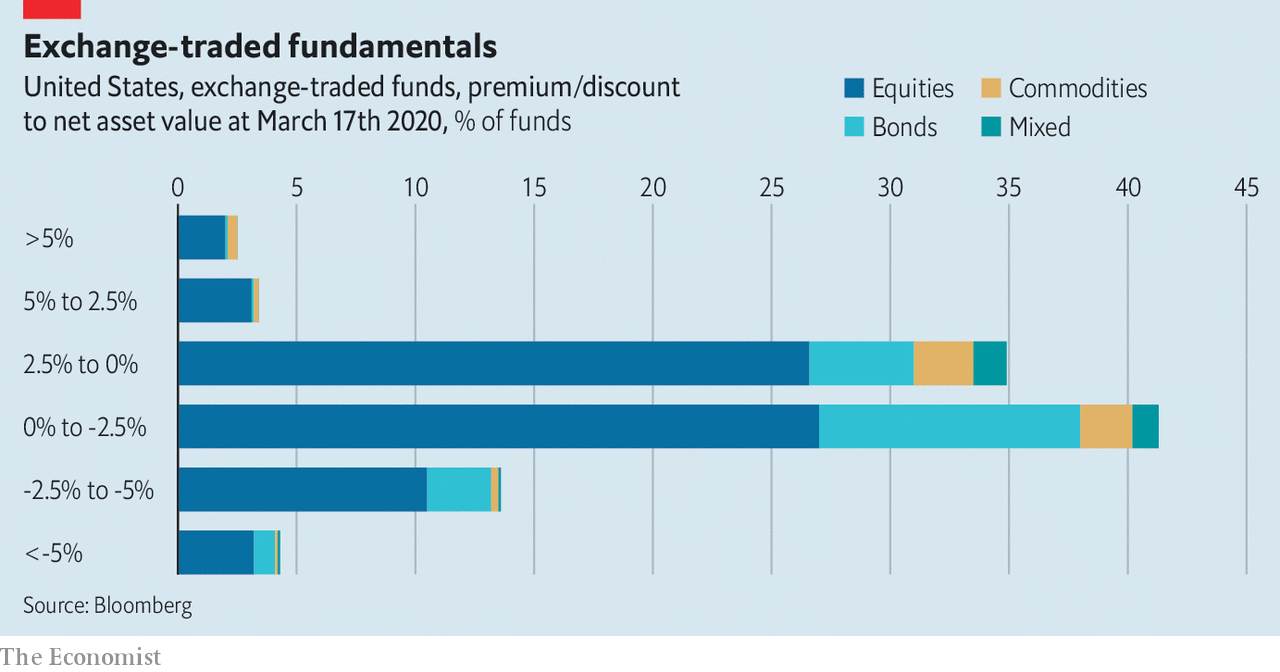 Exchange-traded fundamentals
United States, exchange-traded funds, premium/discount
to net asset value at March 17th 2020, % of funds
Equities
Commodities
Bonds
Mixed
0 5 10 15 20 25 30 35 40 45
>5%
5% to 2.5%
2.5% to 0%
0% to -2.5%
-2.5% to -5%
<-5%
Source: Bloomberg
The Economist